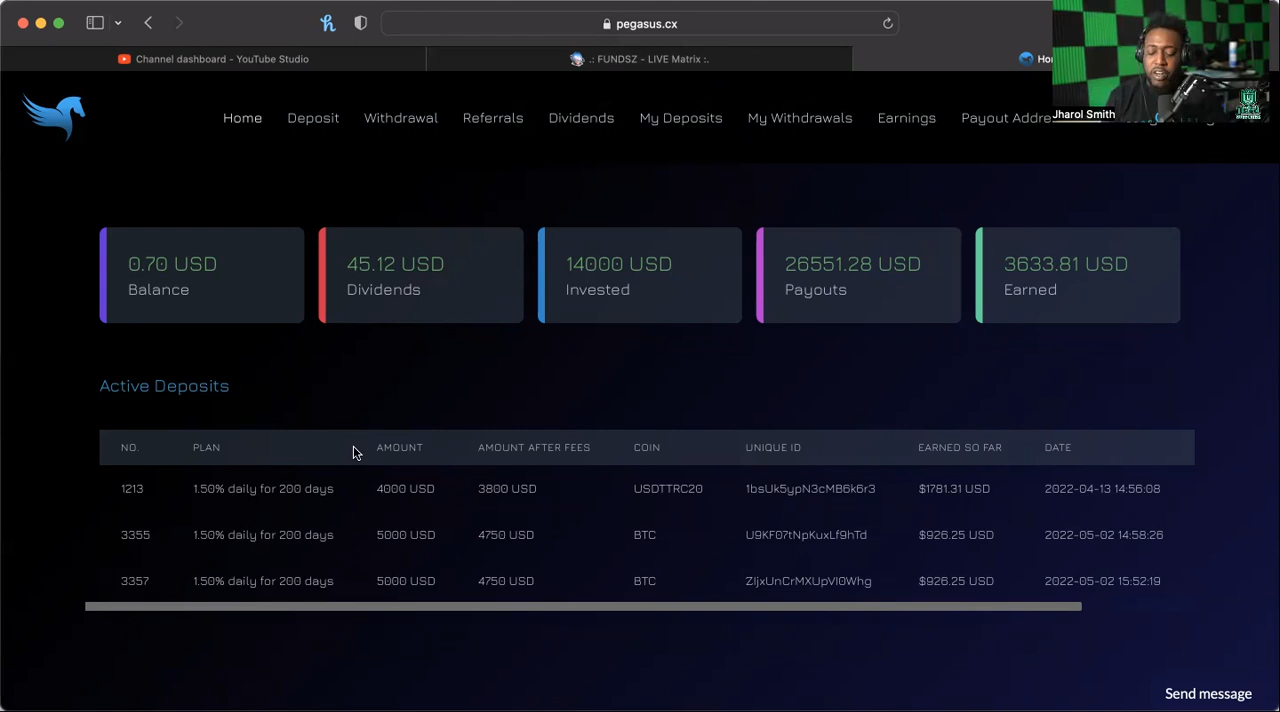 pegasus.cx
Channel dashboard - YouTube Studio
.: FUNDSZ - LIVE Matrix :.
Jharol Smith
Home Deposit Withdrawal Referrals Dividends My Deposits My Withdrawals Earnings Payout
0.70 USD 45.12 USD 14000 USD 26551.28 USD 3633.81 USD
Balance Dividends Invested Payouts Earned
Active Deposits
NO. PLAN AMOUNT AMOUNT AFTER FEES COIN UNIQUE ID EARNED SO FAR DATE
1213 1.50% daily for 200 days 4000 USD 3800 USD USDTTRC20 1bsUk5ypN3cMB6k6r3 $1781.31 USD 2022-04-13 14:56:08
3355 1.50% daily for 200 days 5000 USD 4750 USD BTC U9KF07tNpKuxLf9hTd $926.25 USD 2022-05-02 14:58:26
3357 1.50% daily for 200 days 5000 USD 4750 USD BTC ZIjxUnCrMXUpVI0Whg $926.25 USD 2022-05-02 15:52:19
Send message